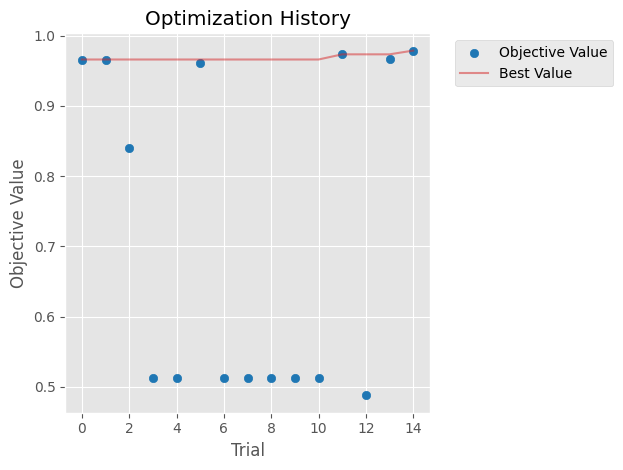 Optimization History
1.0
0.9
0.8
0.7
0.6
0.5
Objective Value
0 2 4 6 8 10 12 14
Trial
Objective Value
Best Value